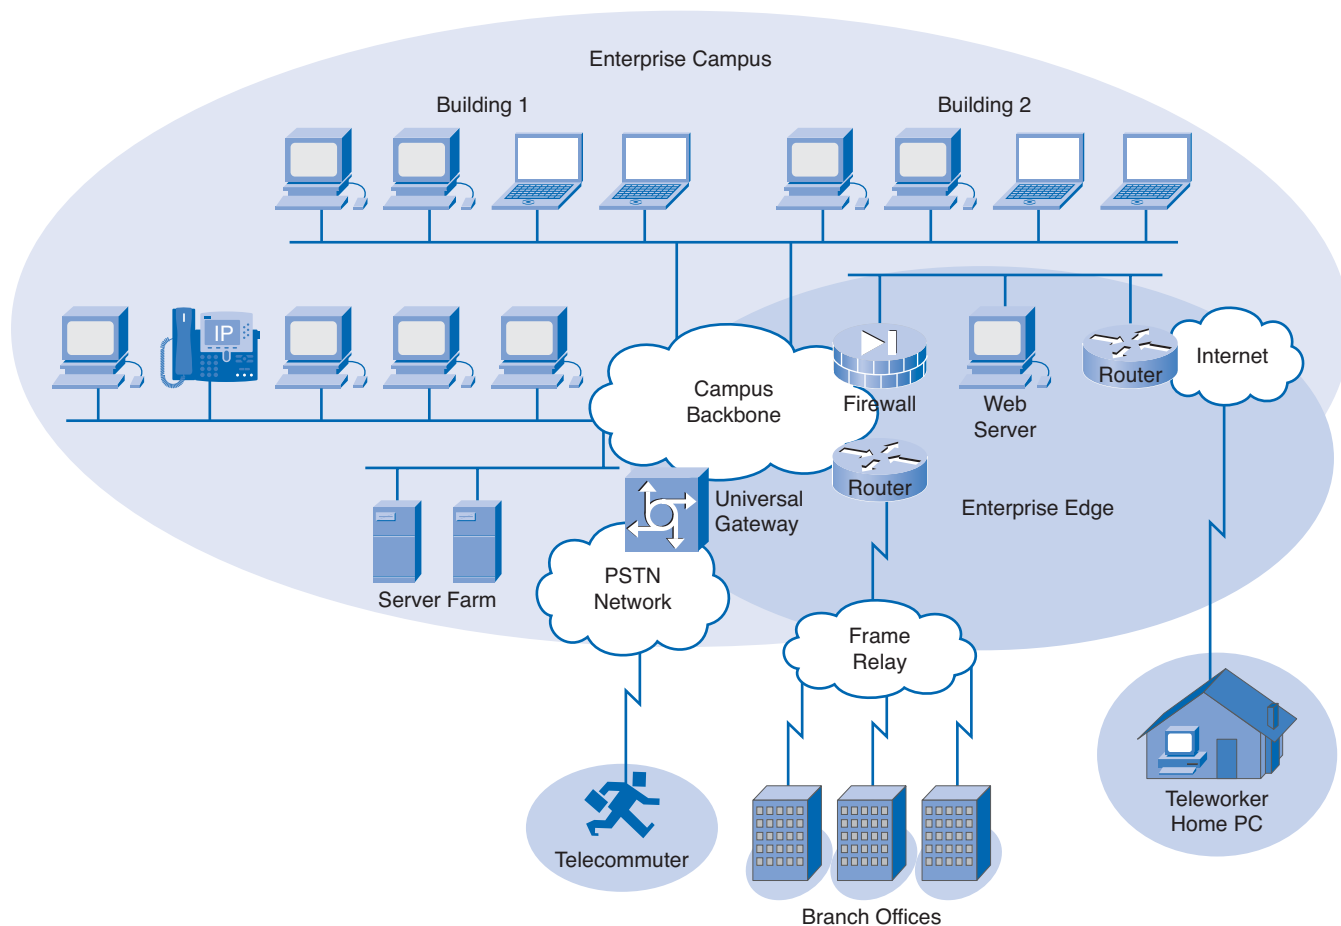 Enterprise Campus
Building 1
Building 2
IP
Campus
Backbone
Firewall
Web
Server
Router
Internet
Router
Universal
Gateway
Enterprise Edge
Server Farm
PSTN
Network
Frame
Relay
Telecommuter
Branch Offices
Teleworker
Home PC